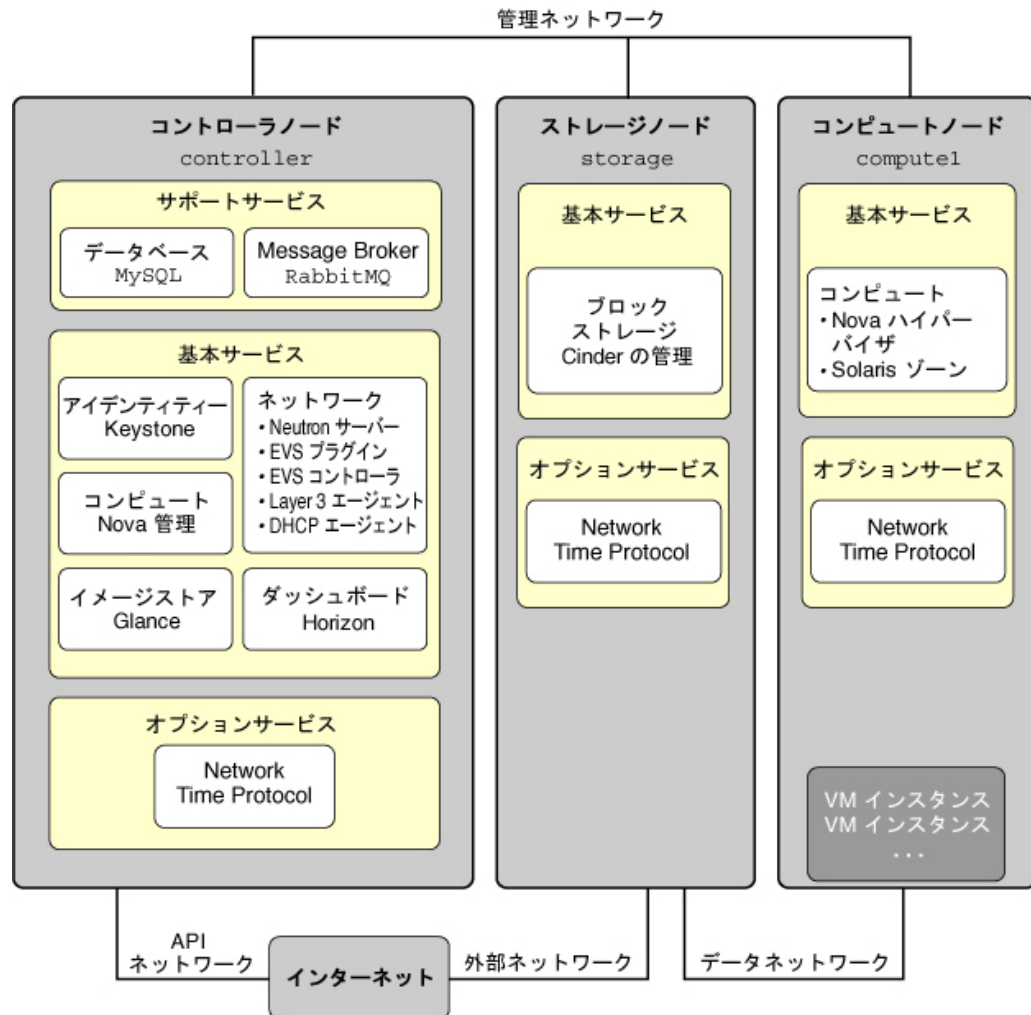 管理ネットワーク
コントローラノード
controller
サポートサービス
データベース
MySQL
Message Broker
RabbitMQ
基本サービス
アイデンティティー
Keystone
コンピュート
Nova 管理
イメージストア
Glance
ネットワーク
• Neutron サーバー
• EVS プラグイン
• EVS コントローラ
• Layer 3 エージェント
• DHCP エージェント
ダッシュボード
Horizon
オプションサービス
Network
Time Protocol
ストレージノード
storage
基本サービス
ブロック
ストレージ
Cinder の管理
オプションサービス
Network
Time Protocol
コンピュートノード
compute1
基本サービス
コンピュート
• Nova ハイパー
バイザ
• Solaris ゾーン
オプションサービス
Network
Time Protocol
VM インスタンス
VM インスタンス
...
API
ネットワーク
インターネット
外部ネットワーク
データネットワーク